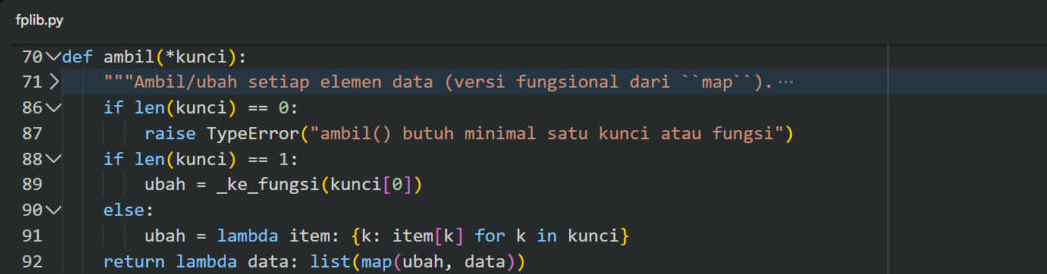 fplib.py
70 def ambil(*kunci):
71 """Ambil/ubah setiap elemen data (versi fungsional dari ``map``). ⋯
86 if len(kunci) == 0:
87 raise TypeError("ambil() butuh minimal satu kunci atau fungsi")
88 if len(kunci) == 1:
89 ubah = _ke_fungsi(kunci[0])
90 else:
91 ubah = lambda item: {k: item[k] for k in kunci}
92 return lambda data: list(map(ubah, data))